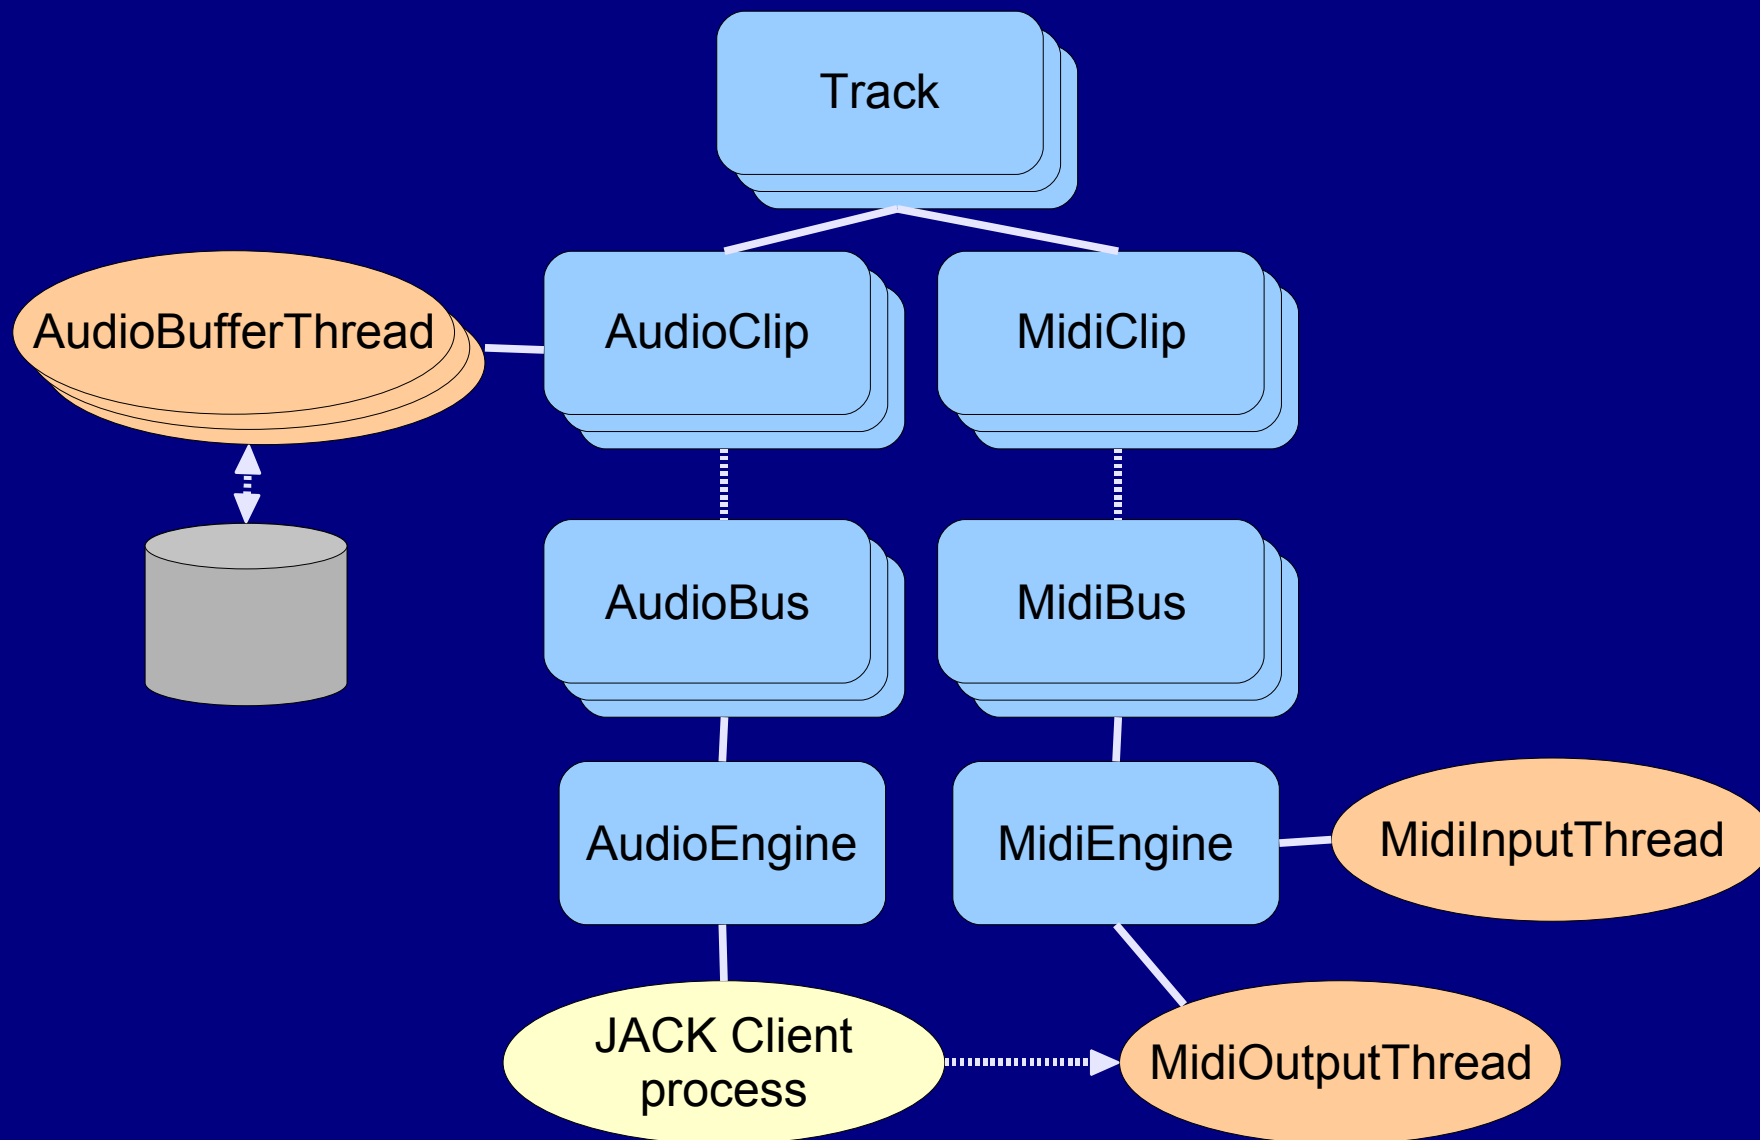 Track
AudioBufferThread
AudioClip
MidiClip
AudioBus
MidiBus
AudioEngine
MidiEngine
MidiInputThread
JACK Client
process
MidiOutputThread